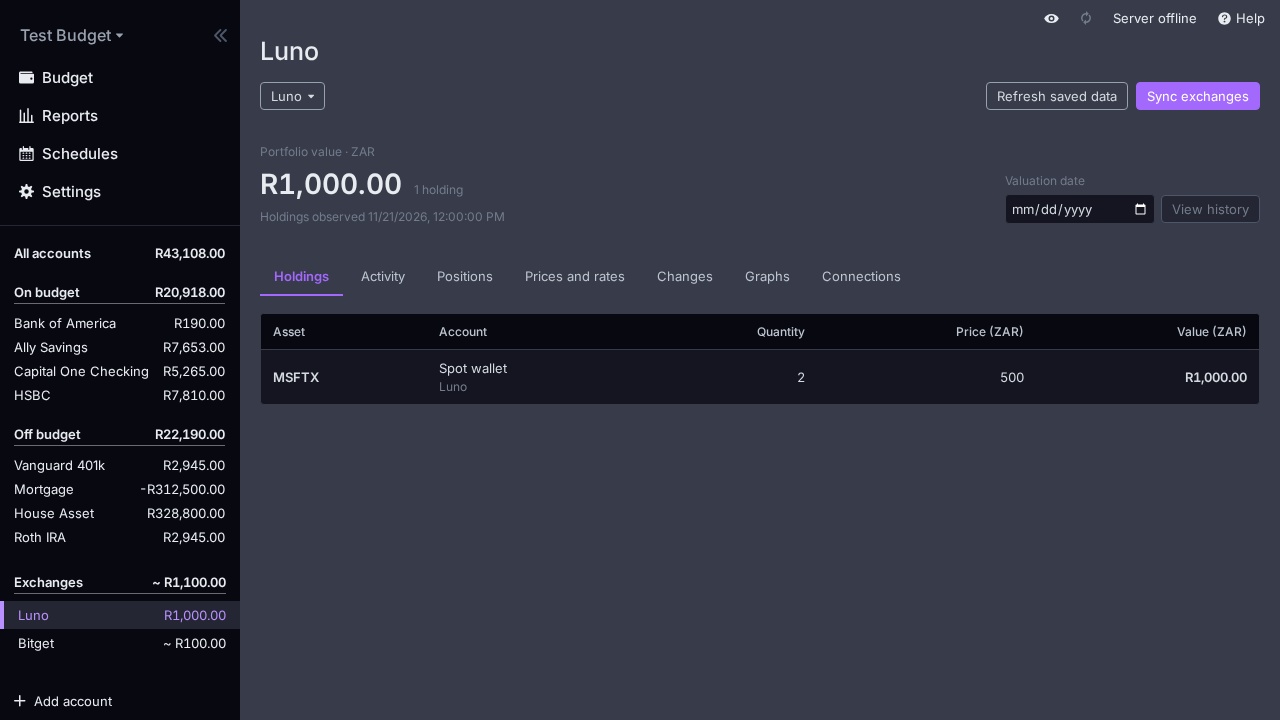 Test Budget
Budget
Reports
Schedules
Settings
All accounts R43,108.00
On budget R20,918.00
Bank of America R190.00
Ally Savings R7,653.00
Capital One Checking R5,265.00
HSBC R7,810.00
Off budget R22,190.00
Vanguard 401k R2,945.00
Mortgage -R312,500.00
House Asset R328,800.00
Roth IRA R2,945.00
Exchanges ~ R1,100.00
Luno R1,000.00
Bitget ~ R100.00
Add account
Server offline Help
Luno
Luno
Refresh saved data Sync exchanges
Portfolio value · ZAR
R1,000.00 1 holding
Holdings observed 11/21/2026, 12:00:00 PM
Valuation date
mm/dd/yyyy View history
Holdings Activity Positions Prices and rates Changes Graphs Connections
Asset Account Quantity Price (ZAR) Value (ZAR)
MSFTX Spot wallet 2 500 R1,000.00
Luno